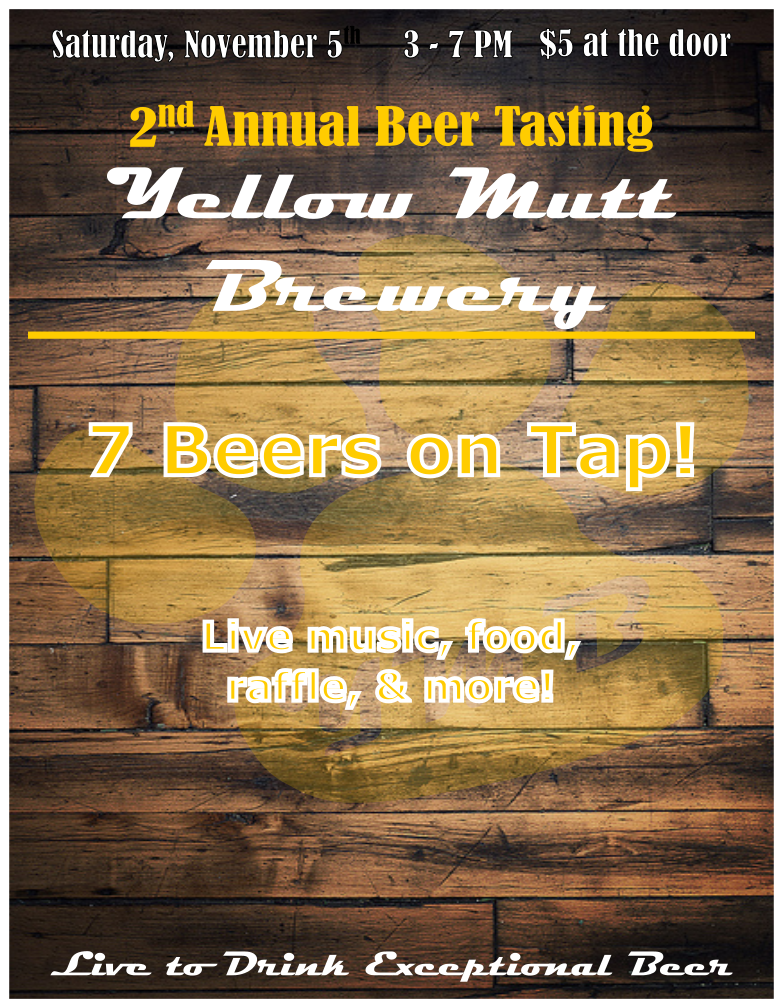 Saturday, November 5th 3 - 7 PM $5 at the door
2nd Annual Beer Tasting
Yellow Mutt
Brewery
7 Beers on Tap!
Live music, food,
raffle, & more!
Live to Drink Exceptional Beer